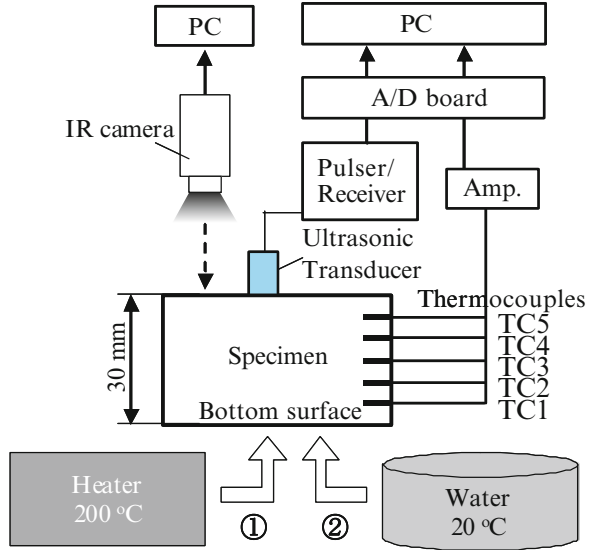 PC
PC
A/D board
IR camera
Pulser/
Receiver
Amp.
Ultrasonic
Transducer
Thermocouples
TC5
TC4
TC3
TC2
TC1
30 mm
Specimen
Bottom surface
Heater
200 °C
①
②
Water
20 °C